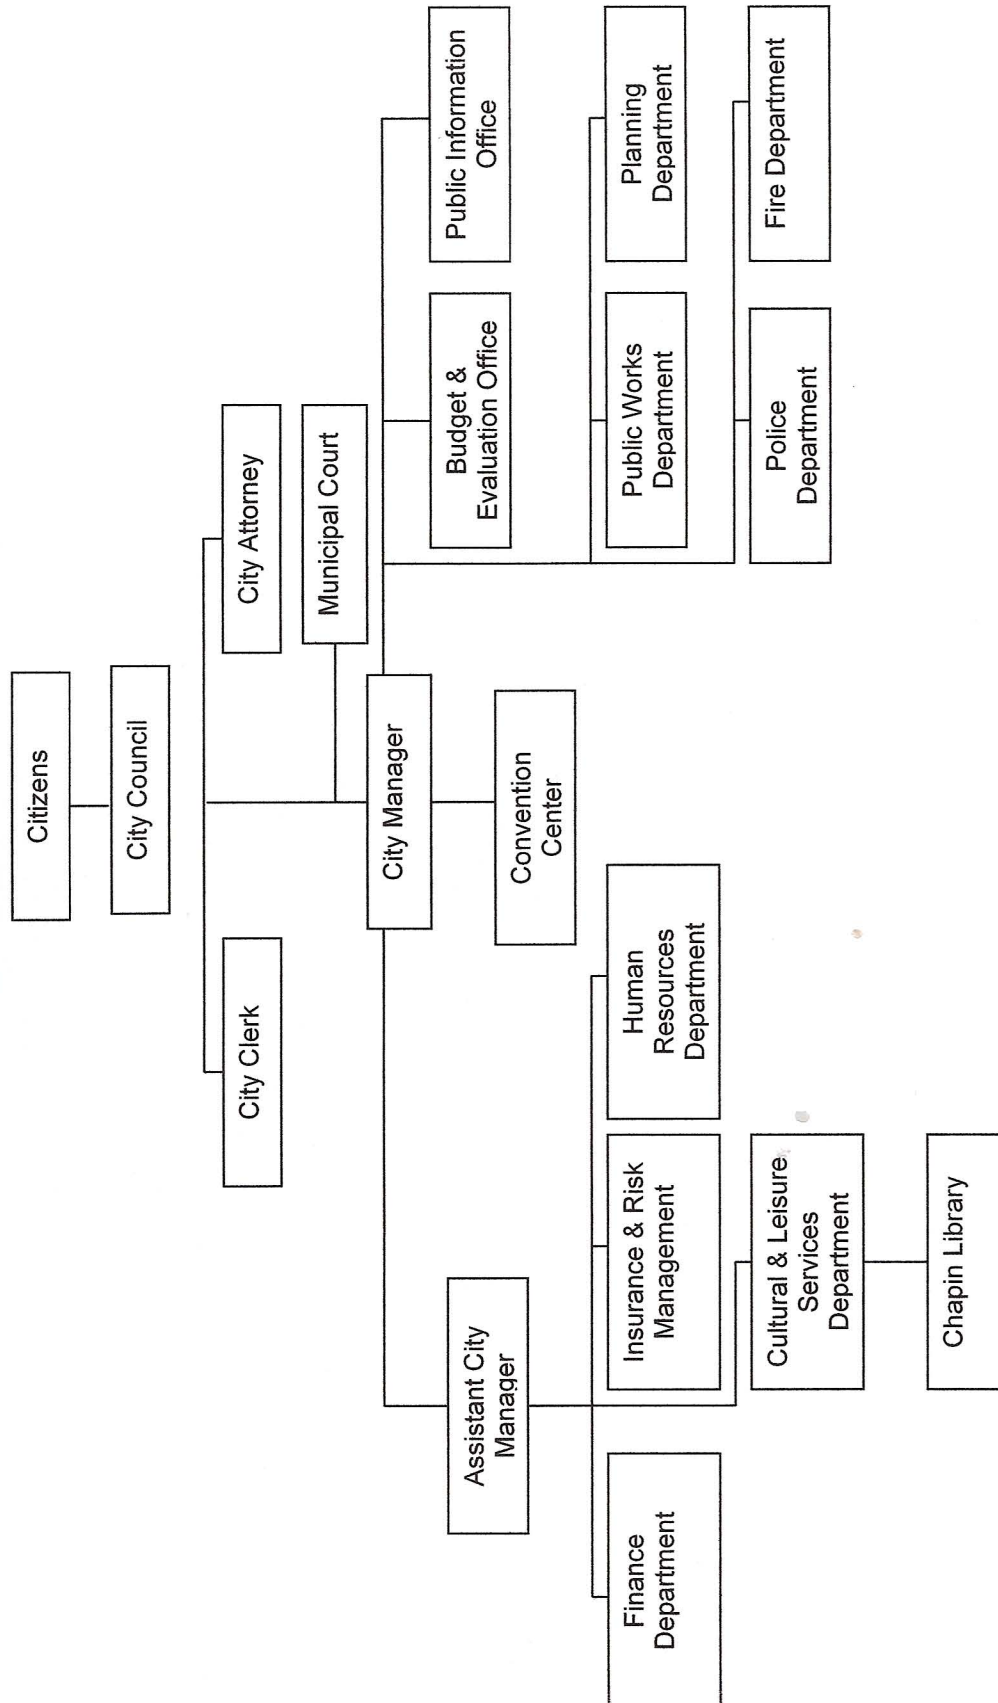 Citizens
City Council
City Clerk
City Attorney
Municipal Court
City Manager
Assistant City
Manager
Convention
Center
Budget &
Evaluation Office
Public Information
Office
Finance
Department
Insurance & Risk
Management
Human
Resources
Department
Public Works
Department
Planning
Department
Cultural & Leisure
Services
Department
Police
Department
Fire Department
Chapin Library